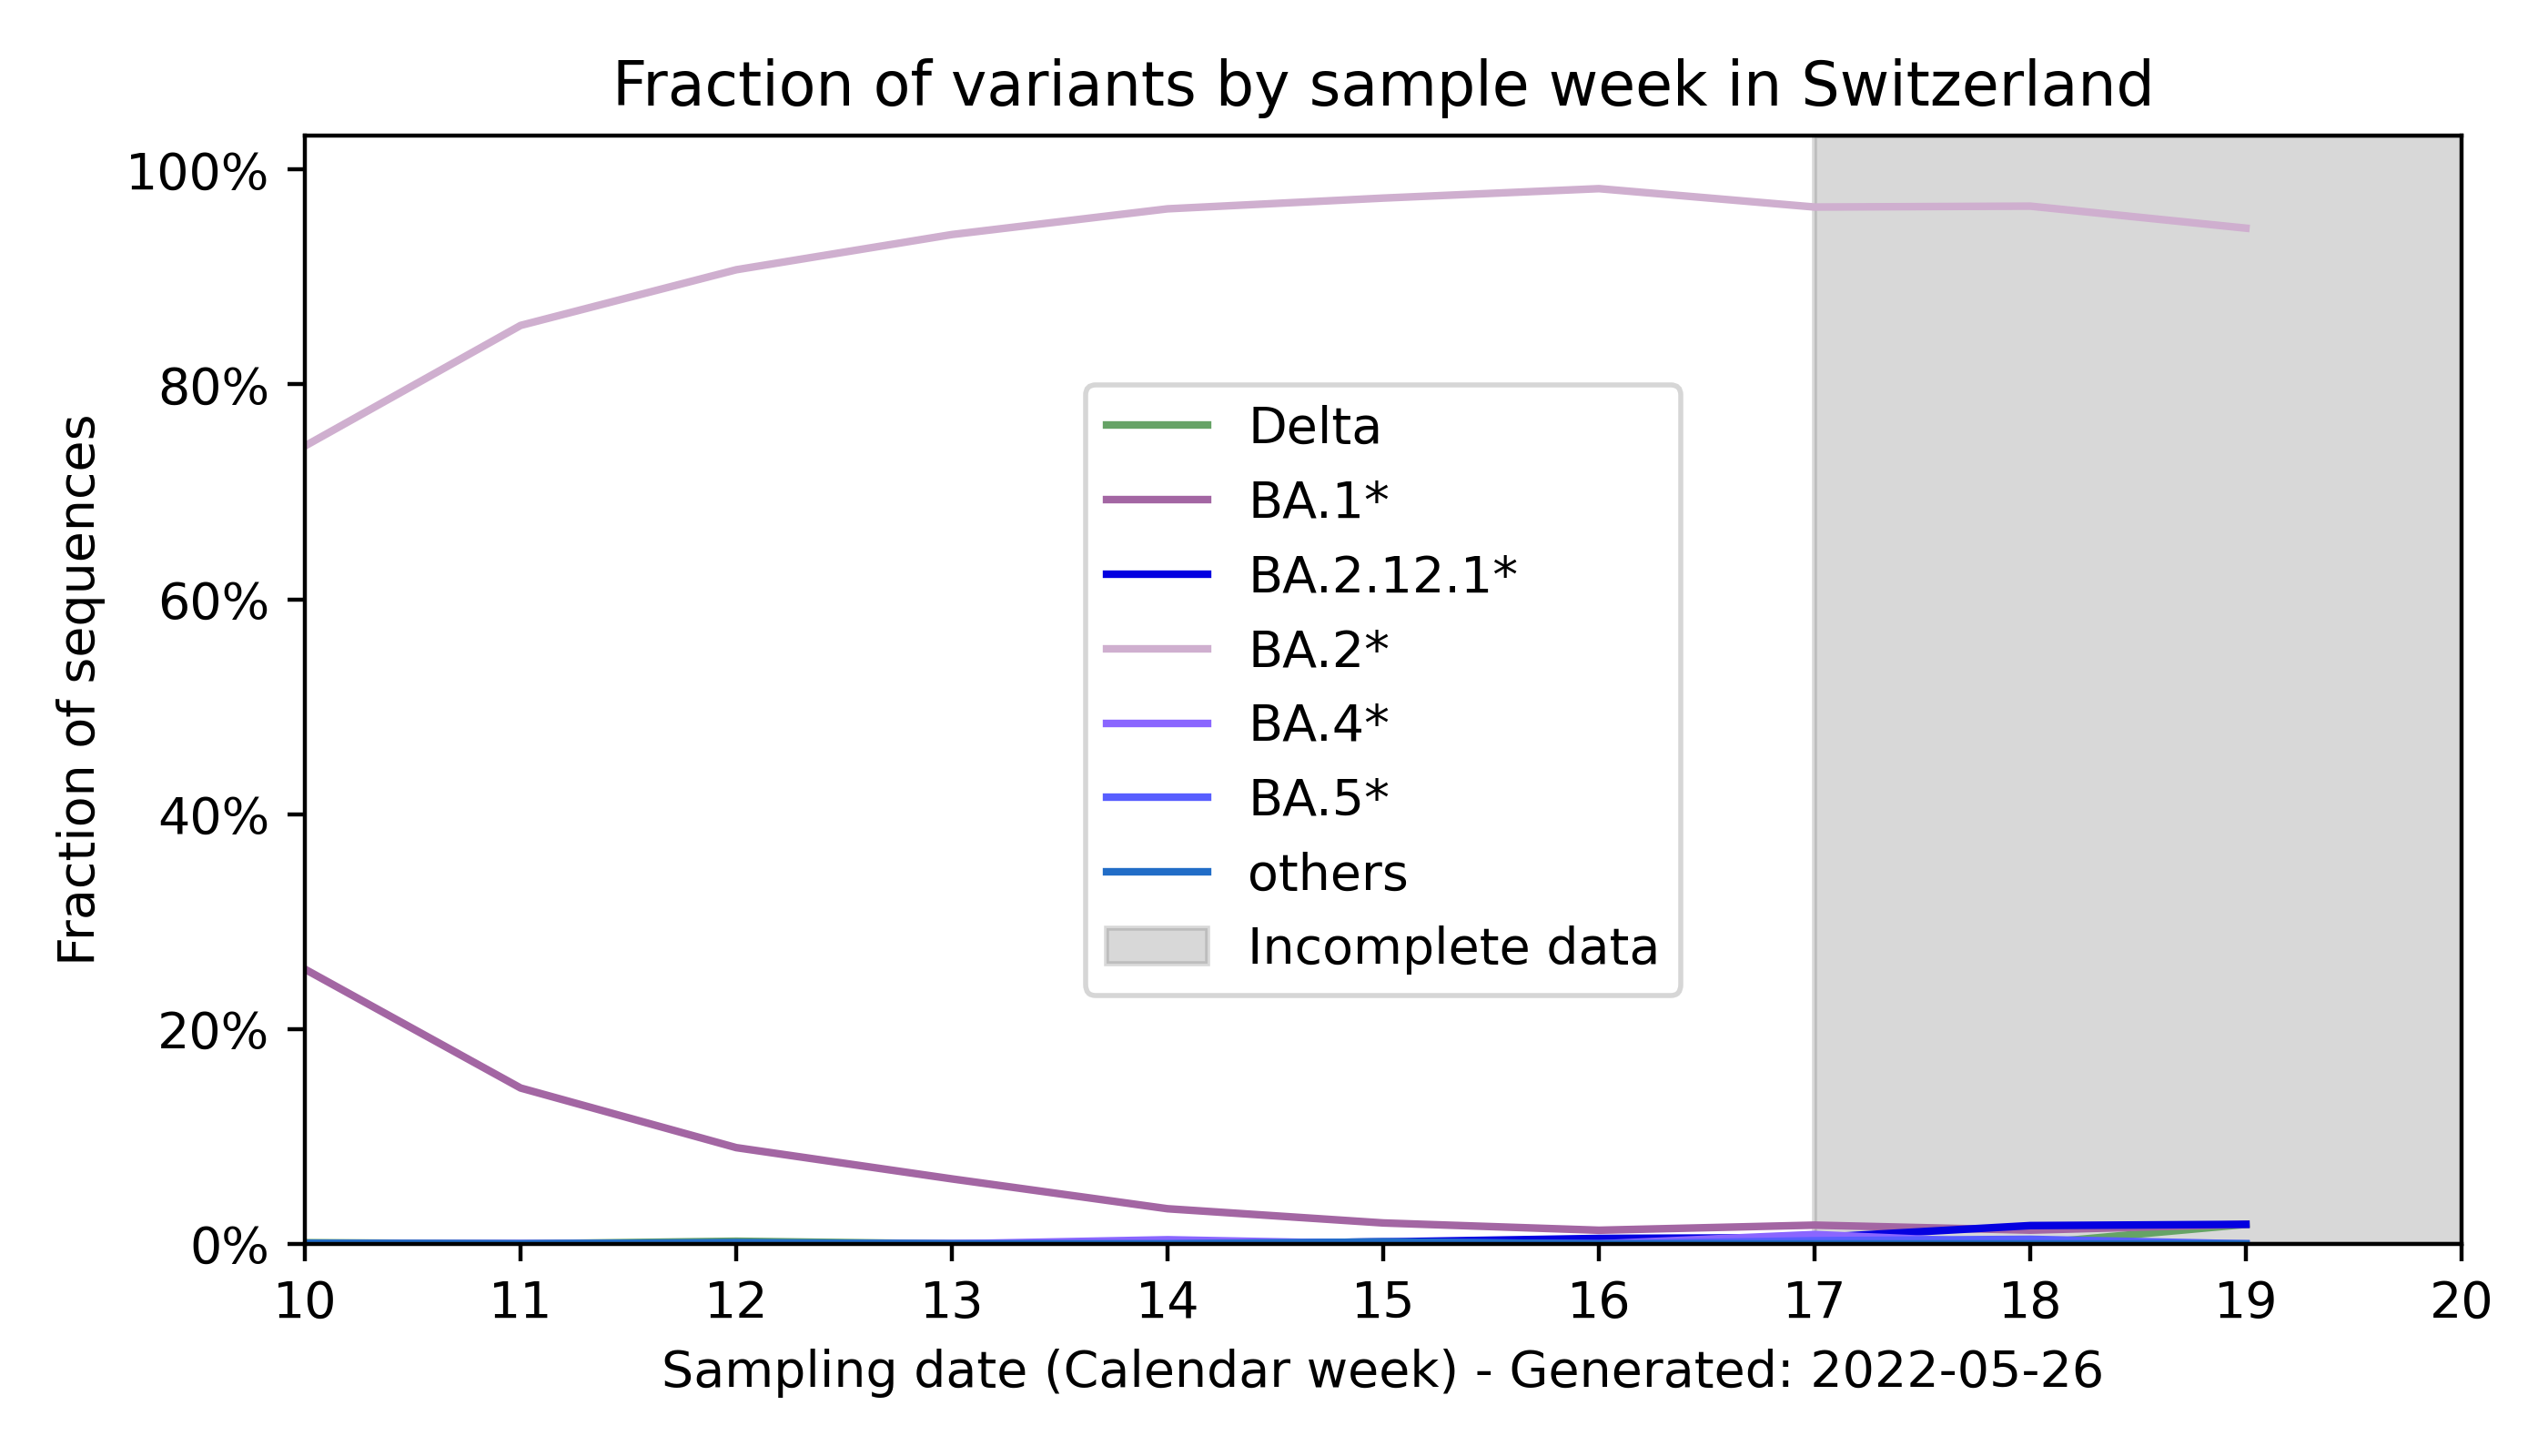 Fraction of variants by sample week in Switzerland
100%
80%
60%
40%
20%
0%
Fraction of sequences
Delta
BA.1*
BA.2.12.1*
BA.2*
BA.4*
BA.5*
others
Incomplete data
10 11 12 13 14 15 16 17 18 19 20
Sampling date (Calendar week) - Generated: 2022-05-26